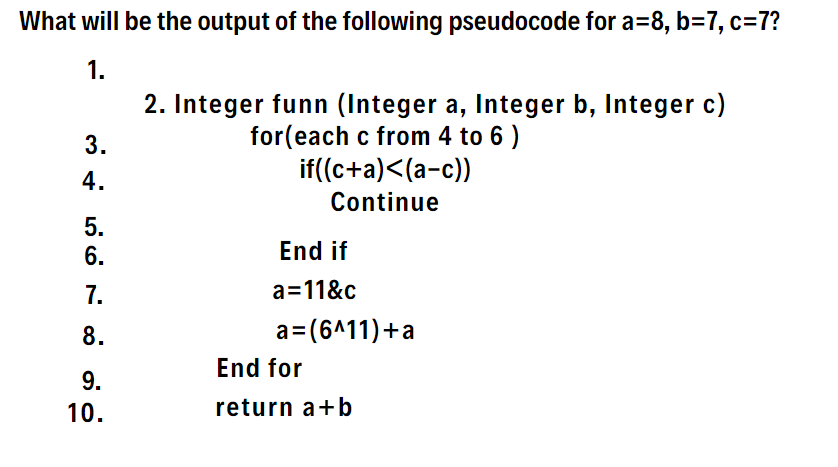 What will be the output of the following pseudocode for a=8, b=7, c=7?
1.
2. Integer funn (Integer a, Integer b, Integer c)
3. for(each c from 4 to 6 )
4. if((c+a)<(a-c))
Continue
5.
6. End if
7. a=11&c
8. a=(6^11)+a
End for
9.
10. return a+b